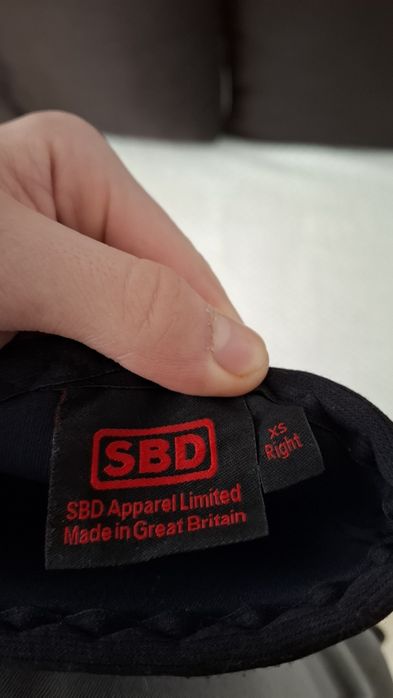 SBD
SBD Apparel Limited
Made in Great Britain
XS
Right